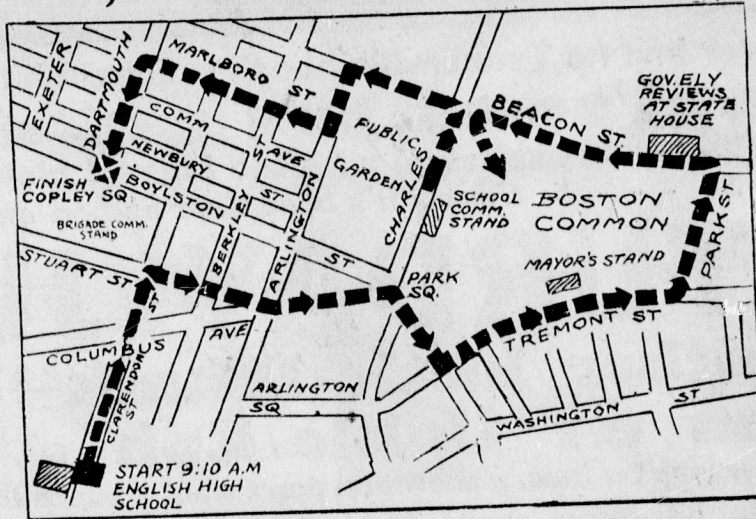 EXETER
DARTMOUTH
MARLBORO ST
COMM AVE
NEWBURY ST
BOYLSTON ST
FINISH
COPLEY SQ.
BRIGADE COMM.
STAND
STUART ST
BERKLEY ST
ARLINGTON
PUBLIC
GARDEN
CHARLES
SCHOOL
COMM.
STAND
BEACON ST.
GOV. ELY
REVIEWS
AT STATE
HOUSE
BOSTON
COMMON
PARK ST
MAYOR'S STAND
PARK
SQ.
TREMONT ST
COLUMBUS AVE
CLARENDON
ST
ARLINGTON
SQ
WASHINGTON ST
START 9:10 A.M
ENGLISH HIGH
SCHOOL